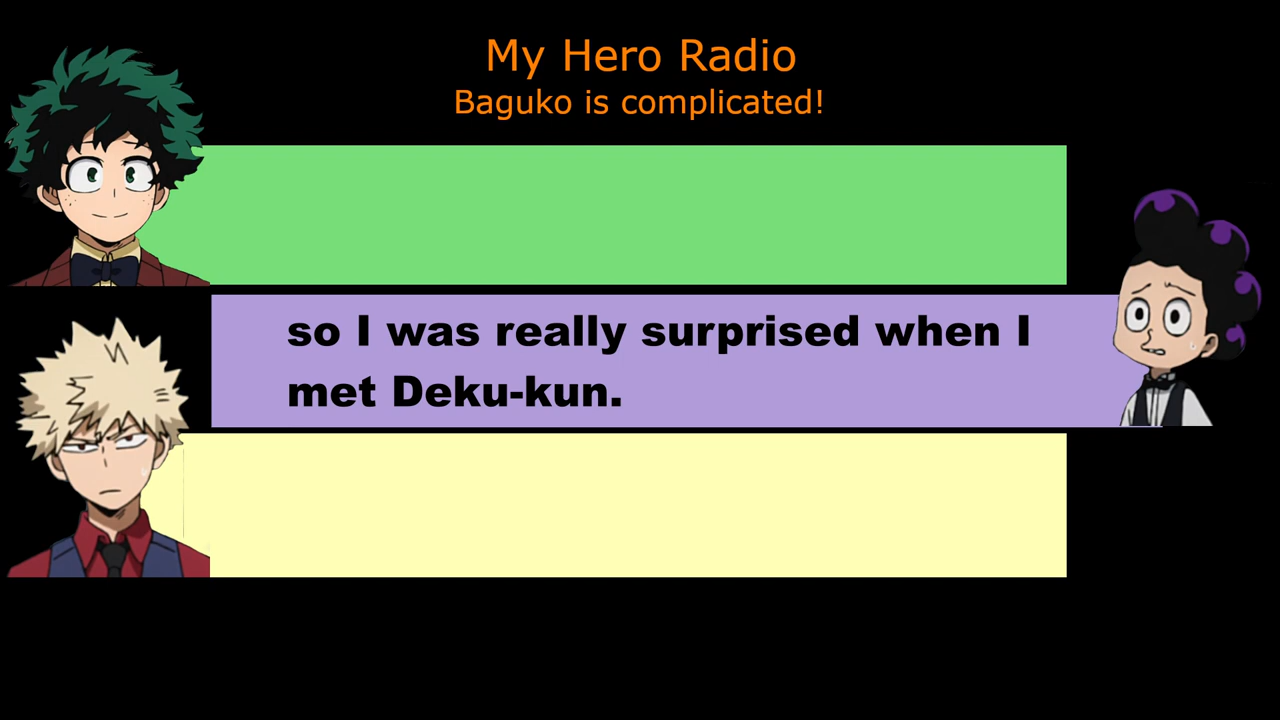 My Hero Radio
Baguko is complicated!
so I was really surprised when I
met Deku-kun.